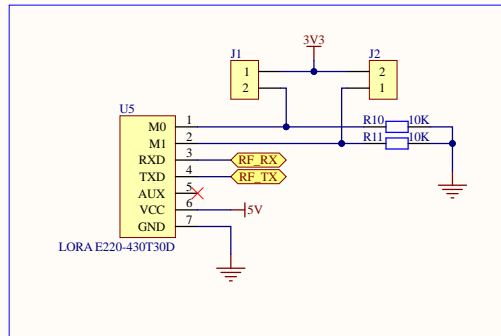 3V3
J1
J2
1
2
2
1
U5
R10
10K
R11
10K
M0
1
M1
2
RXD
3
RF_RX
TXD
4
RF_TX
AUX
5
VCC
6
5V
GND
7
LORA E220-430T30D